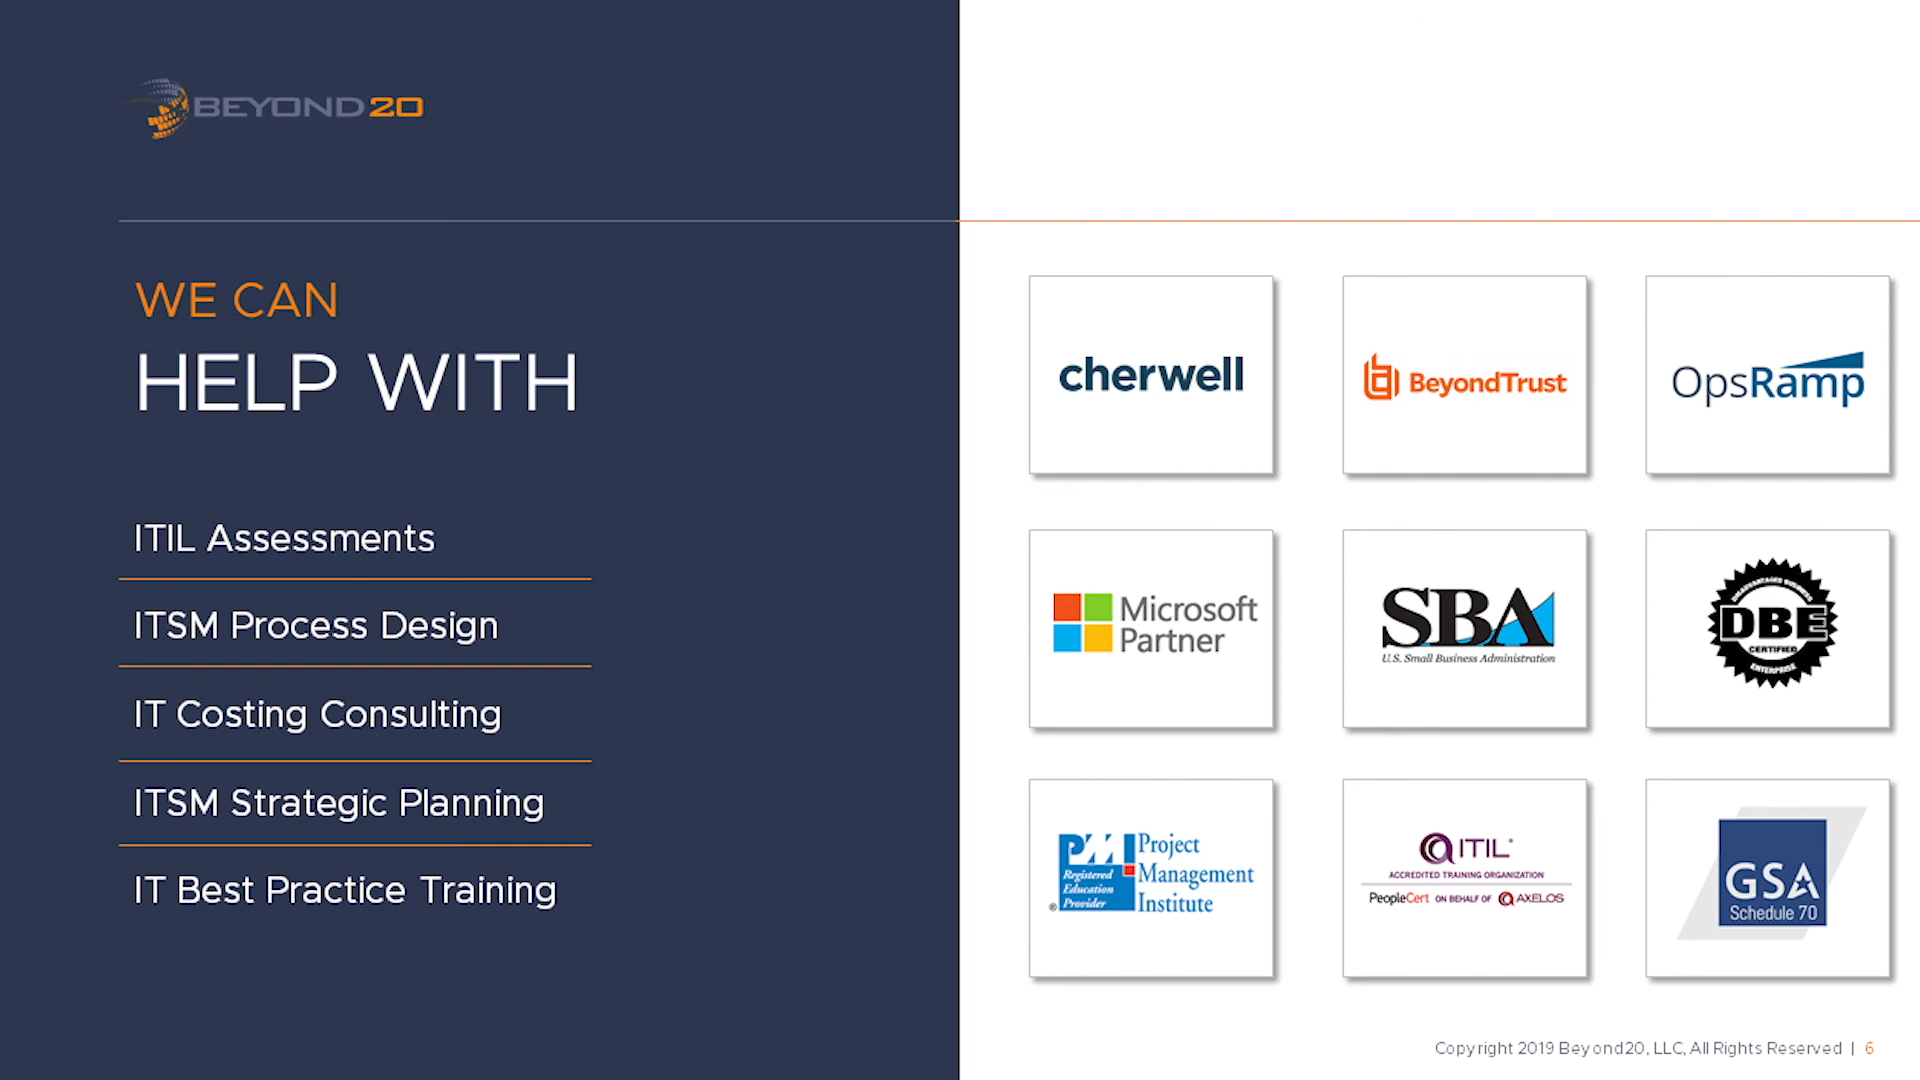 BEYOND20
WE CAN
HELP WITH
ITIL Assessments
ITSM Process Design
IT Costing Consulting
ITSM Strategic Planning
IT Best Practice Training
cherwell
BeyondTrust
OpsRamp
Microsoft
Partner
SBA
U.S. Small Business Administration
DISADVANTAGED BUSINESS
DBE
CERTIFIED
ENTERPRISE
PMI
Registered
Education
Provider
®
Project
Management
Institute
ITIL®
ACCREDITED TRAINING ORGANIZATION
PeopleCert ON BEHALF OF AXELOS
GSA
Schedule 70
Copyright 2019 Beyond20, LLC, All Rights Reserved | 6